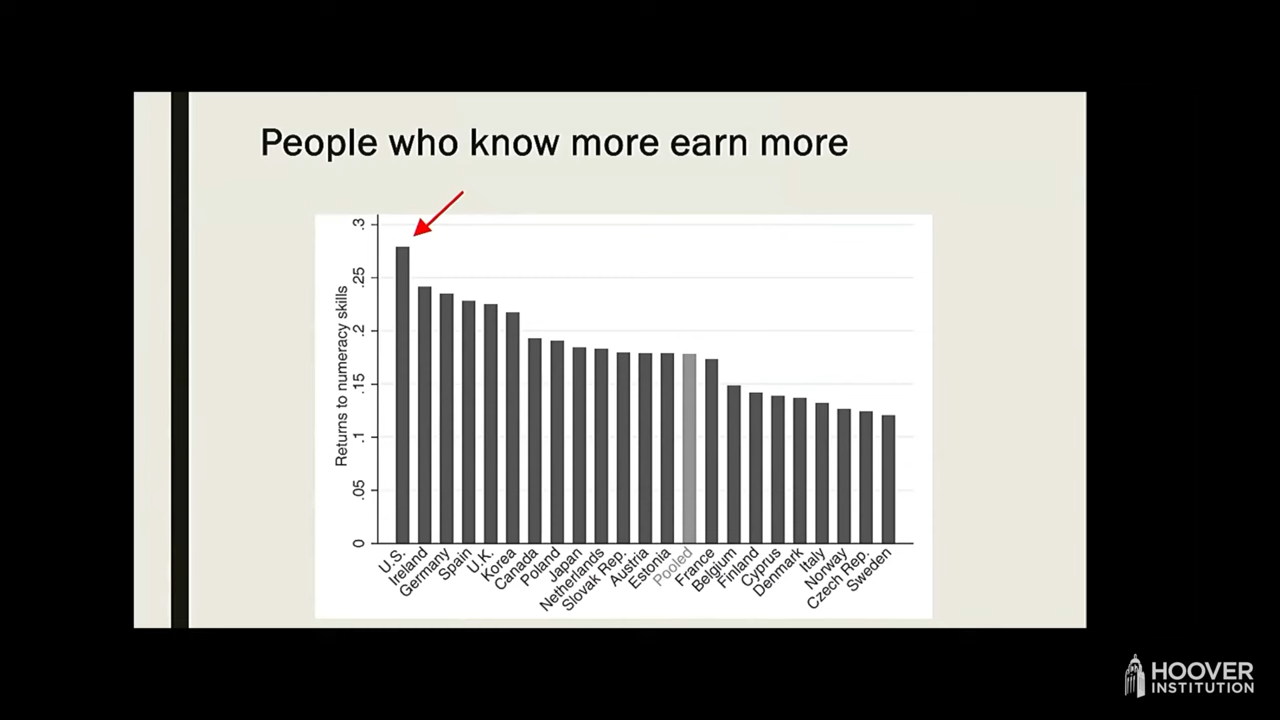 People who know more earn more
Returns to numeracy skills
.3
.25
.2
.15
.1
.05
0
U.S.
Ireland
Germany
Spain
U.K.
Korea
Canada
Poland
Japan
Netherlands
Slovak Rep.
Austria
Estonia
Pooled
France
Belgium
Finland
Cyprus
Denmark
Italy
Norway
Czech Rep.
Sweden
HOOVER
INSTITUTION